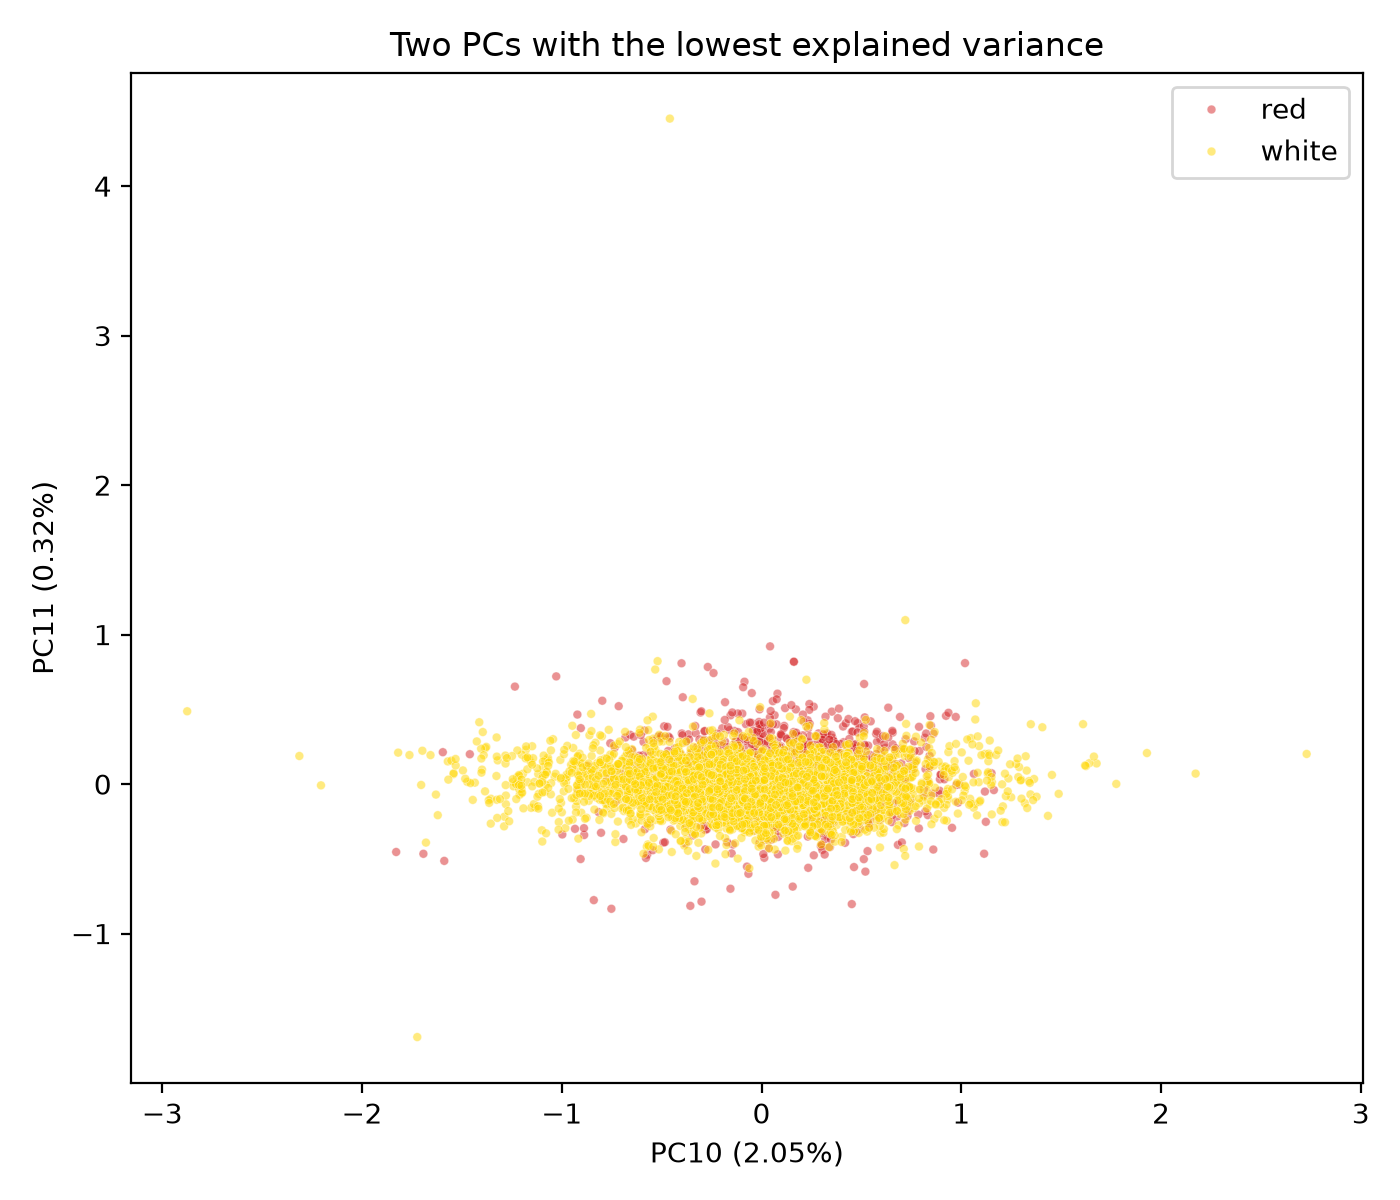 Two PCs with the lowest explained variance
red
white
4
3
2
1
0
−1
PC11 (0.32%)
−3
−2
−1
0
1
2
3
PC10 (2.05%)